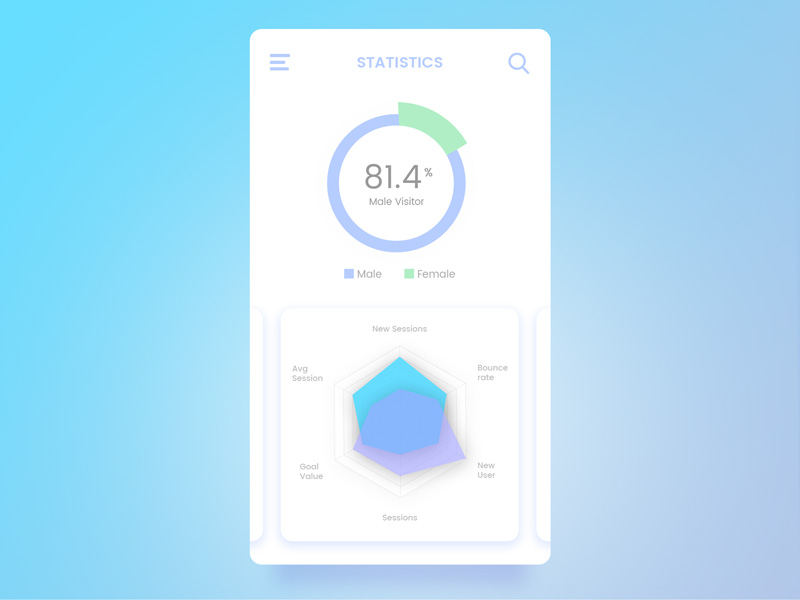 STATISTICS
81.4%
Male Visitor
Male
Female
New Sessions
Avg
Session
Bounce
rate
Goal
Value
New
User
Sessions